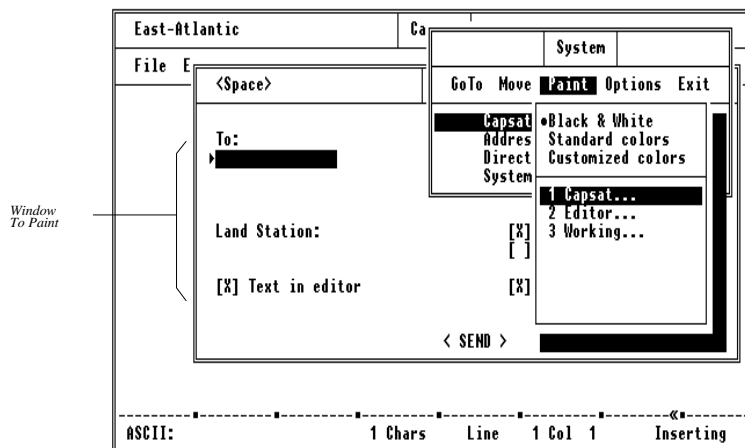 East-Atlantic Ca
System
File E
<Space>
GoTo Move Paint Options Exit
Capsat
Addres
Direct
System
•Black & White
Standard colors
Customized colors
To:
1 Capsat...
2 Editor...
3 Working...
Window
To Paint
Land Station: [X]
[ ]
[X] Text in editor [X]
< SEND >
ASCII: 1 Chars Line 1 Col 1 Inserting